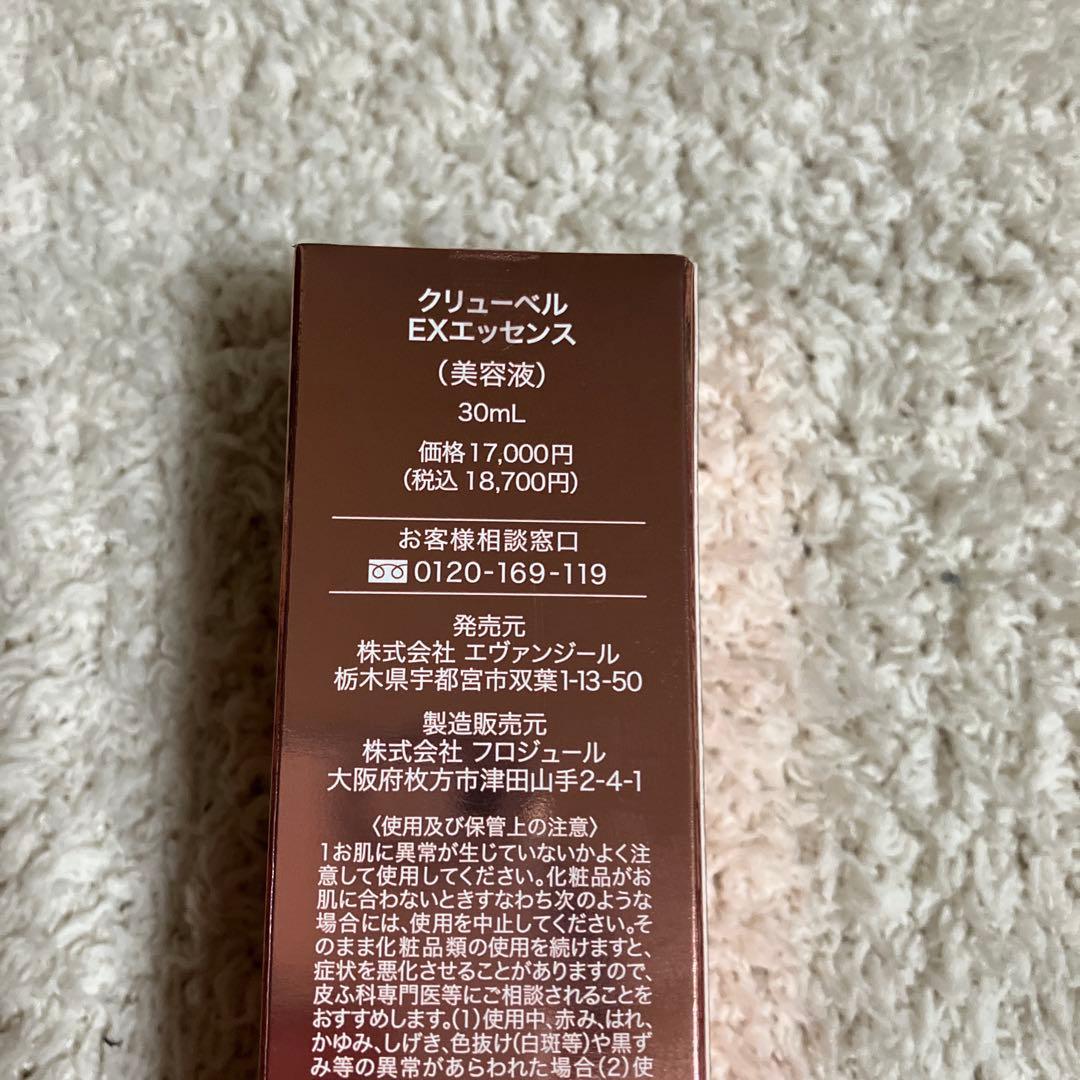 クリューベル
EXエッセンス
（美容液）
30mL
価格17,000円
(税込 18,700円)
お客様相談窓口
0120-169-119
発売元
株式会社 エヴァンジール
栃木県宇都宮市双葉1-13-50
製造販売元
株式会社 フロジュール
大阪府枚方市津田山手2-4-1
〈使用及び保管上の注意〉
1お肌に異常が生じていないかよく注
意して使用してください。化粧品がお
肌に合わないときすなわち次のような
場合には、使用を中止してください。そ
のまま化粧品類の使用を続けますと、
症状を悪化させることがありますので、
皮ふ科専門医等にご相談されることを
おすすめします。(1)使用中、赤み、はれ、
かゆみ、しげき、色抜け(白斑等)や黒ず
み等の異常があらわれた場合(2)使